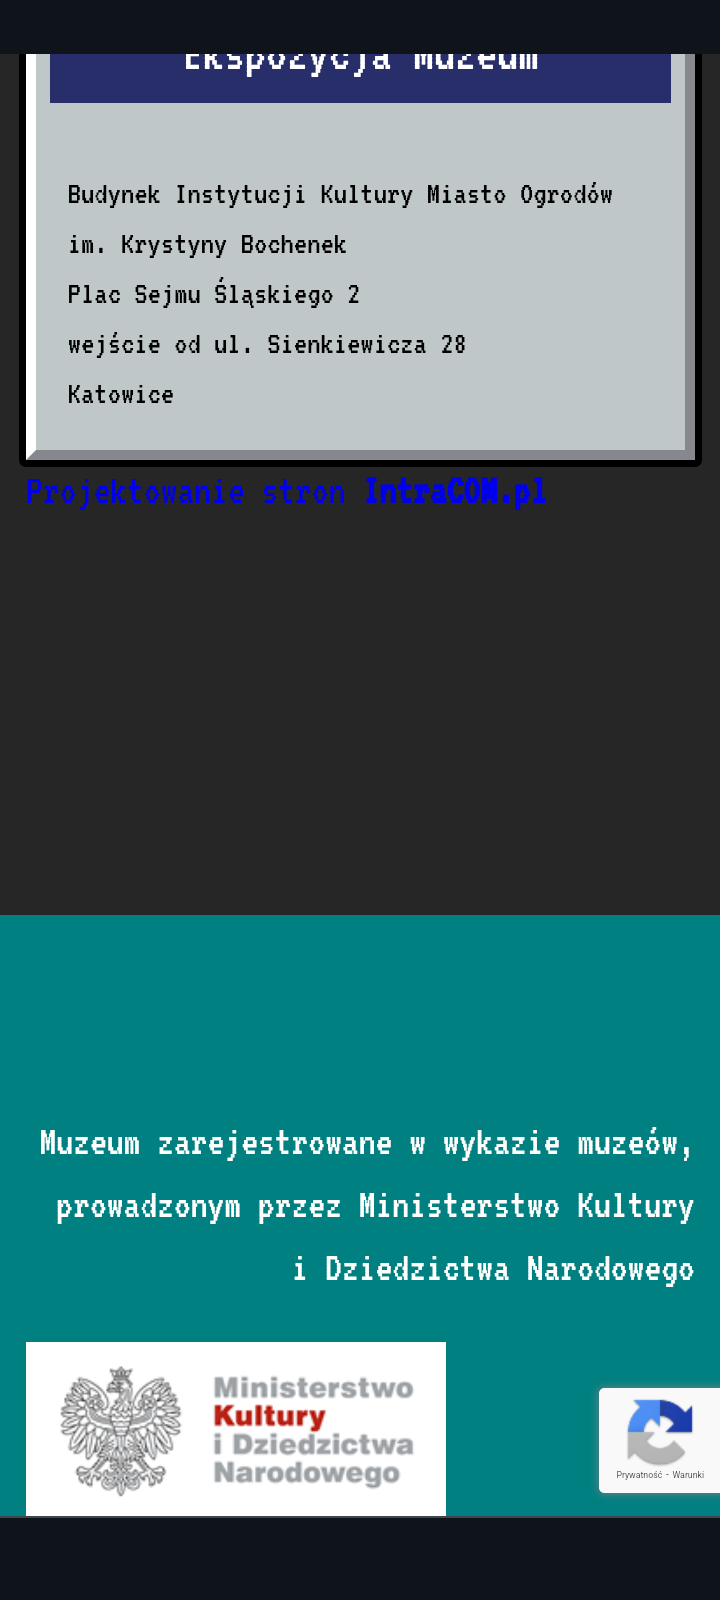 Ekspozycja Muzeum
Budynek Instytucji Kultury Miasto Ogrodów
im. Krystyny Bochenek
Plac Sejmu Śląskiego 2
wejście od ul. Sienkiewicza 28
Katowice
Projektowanie stron IntraCOM.pl
Muzeum zarejestrowane w wykazie muzeów,
prowadzonym przez Ministerstwo Kultury
i Dziedzictwa Narodowego
Ministerstwo
Kultury
i Dziedzictwa
Narodowego
Prywatność - Warunki